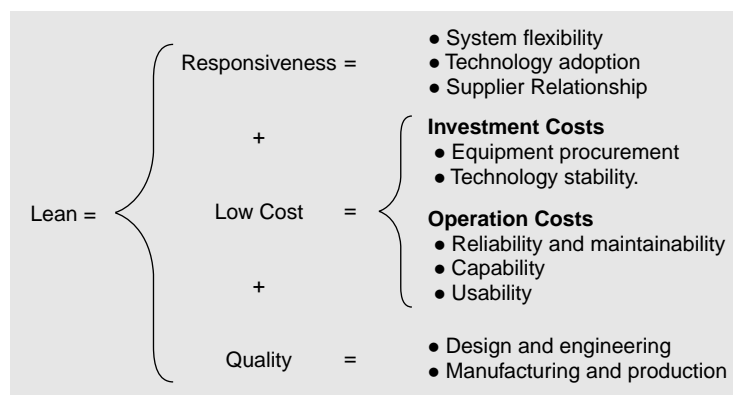 ● System flexibility
Responsiveness = ● Technology adoption
● Supplier Relationship
Investment Costs
+
● Equipment procurement
● Technology stability.
Lean = Low Cost =
Operation Costs
● Reliability and maintainability
● Capability
+
● Usability
● Design and engineering
Quality =
● Manufacturing and production